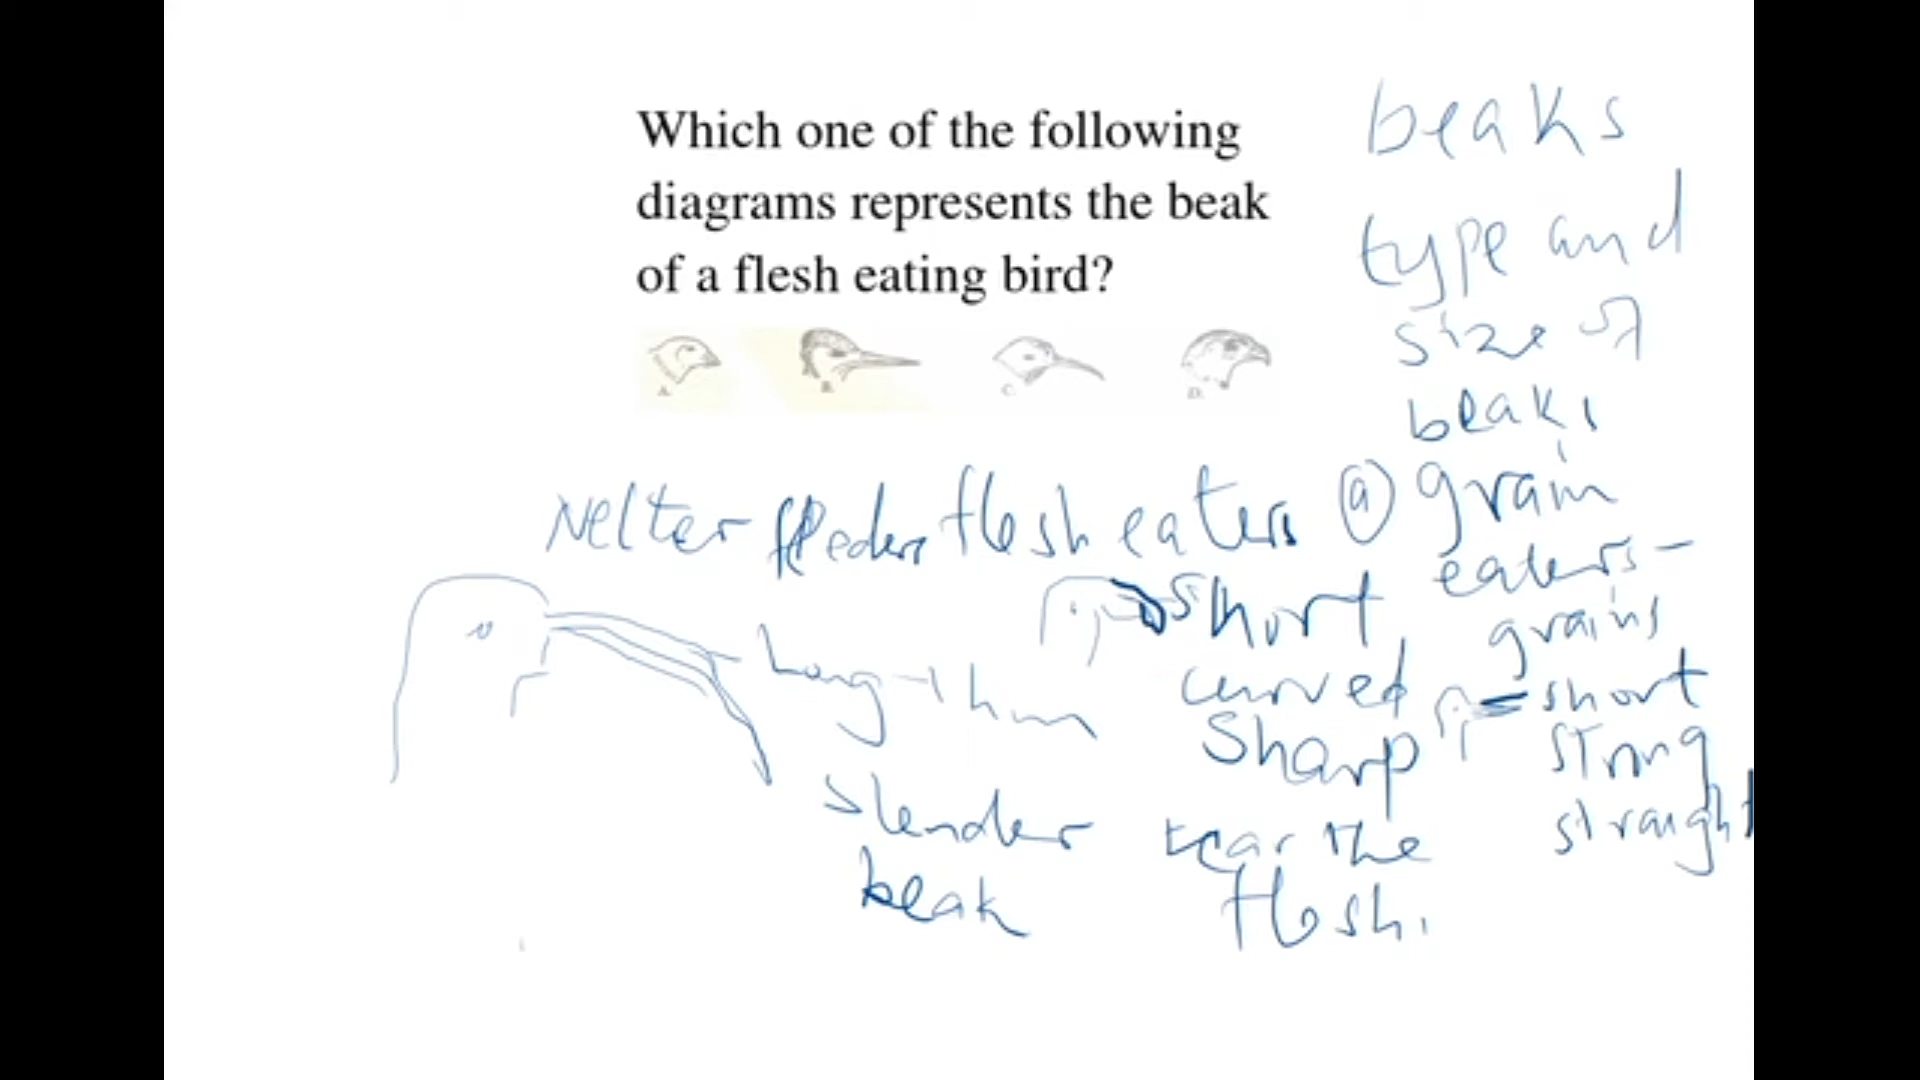 Which one of the following
diagrams represents the beak
of a flesh eating bird?
A.
B.
C.
D.
beaks
type and
size of
beaks
Nelter feeders
Long thin
slender
beak
flesh eaters
short
curved
sharp
tear the
flesh.
(a) grain
eaters -
grains
short
strong
straight